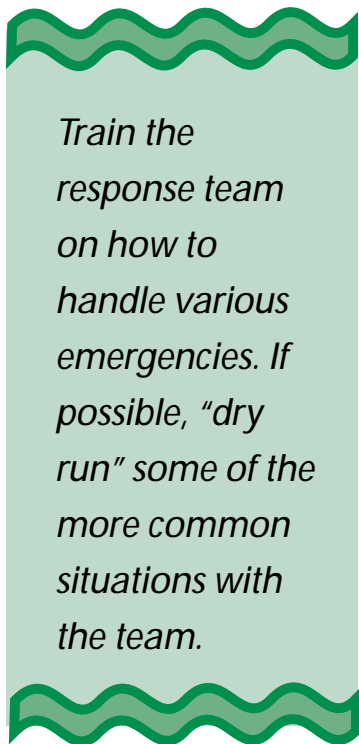 Train the
response team
on how to
handle various
emergencies. If
possible, “dry
run” some of the
more common
situations with
the team.